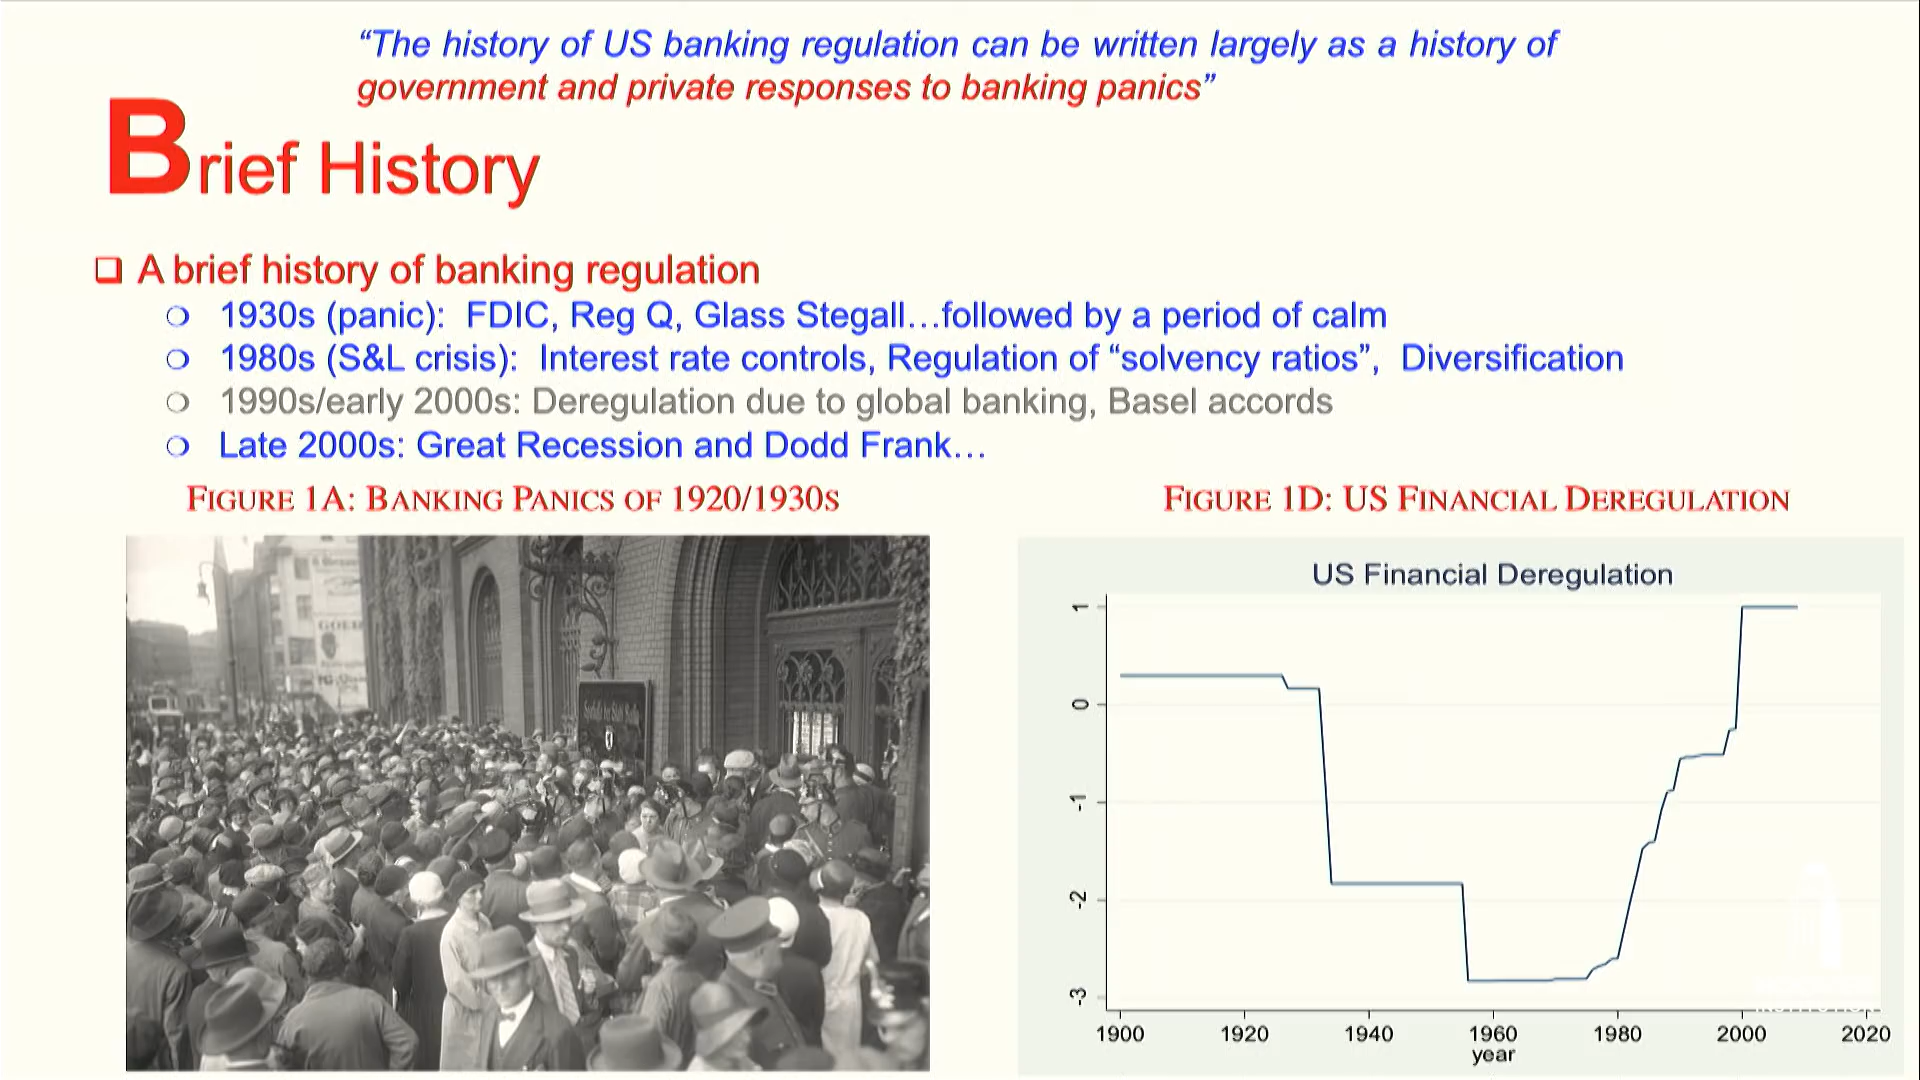 “The history of US banking regulation can be written largely as a history of
government and private responses to banking panics”
Brief History
A brief history of banking regulation
1930s (panic): FDIC, Reg Q, Glass Stegall…followed by a period of calm
1980s (S&L crisis): Interest rate controls, Regulation of “solvency ratios”, Diversification
1990s/early 2000s: Deregulation due to global banking, Basel accords
Late 2000s: Great Recession and Dodd Frank…
FIGURE 1A: BANKING PANICS OF 1920/1930S
FIGURE 1D: US FINANCIAL DEREGULATION
US Financial Deregulation
1
0
-1
-2
-3
1900 1920 1940 1960 1980 2000 2020
year